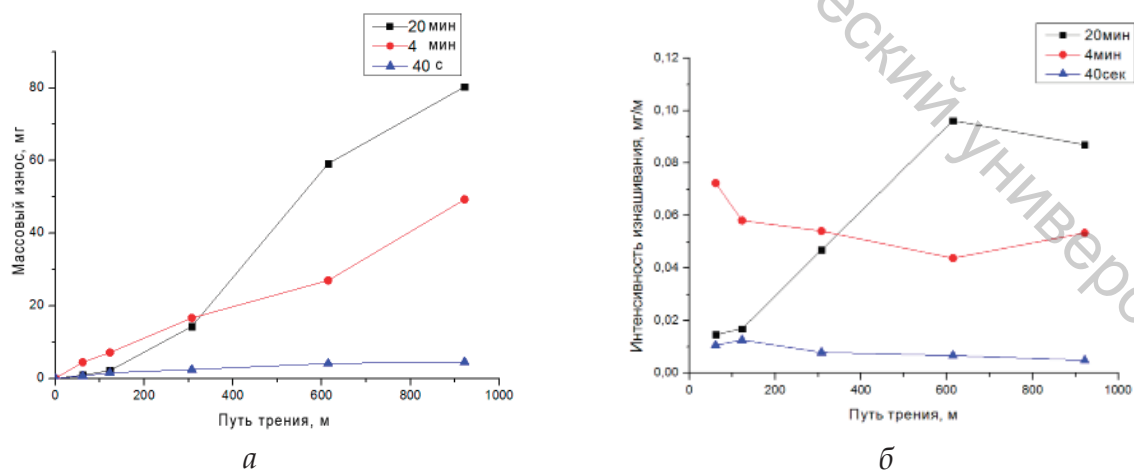 20 мин
4 мин
40 с
Массовый износ, мг
80
60
40
20
0
0 200 400 600 800 1000
Путь трения, м
а
еский универс
20мин
4мин
40сек
Интенсивность изнашивания, мг/м
0,12
0,10
0,08
0,06
0,04
0,02
0,00
0 200 400 600 800 1000
Путь трения, м
б